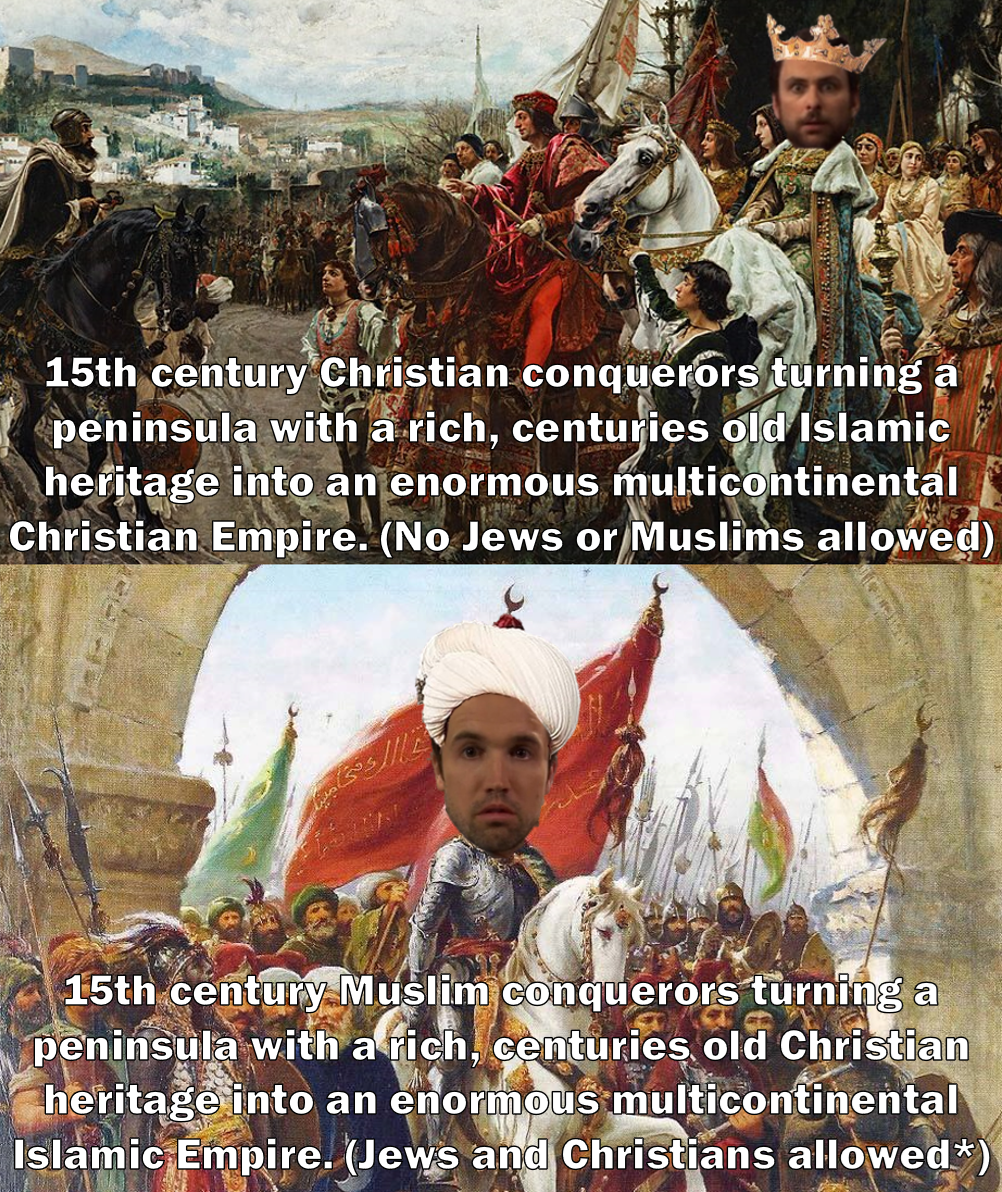 15th century Christian conquerors turning a
peninsula with a rich, centuries old Islamic
heritage into an enormous multicontinental
Christian Empire. (No Jews or Muslims allowed)
15th century Muslim conquerors turning a
peninsula with a rich, centuries old Christian
heritage into an enormous multicontinental
Islamic Empire. (Jews and Christians allowed*)